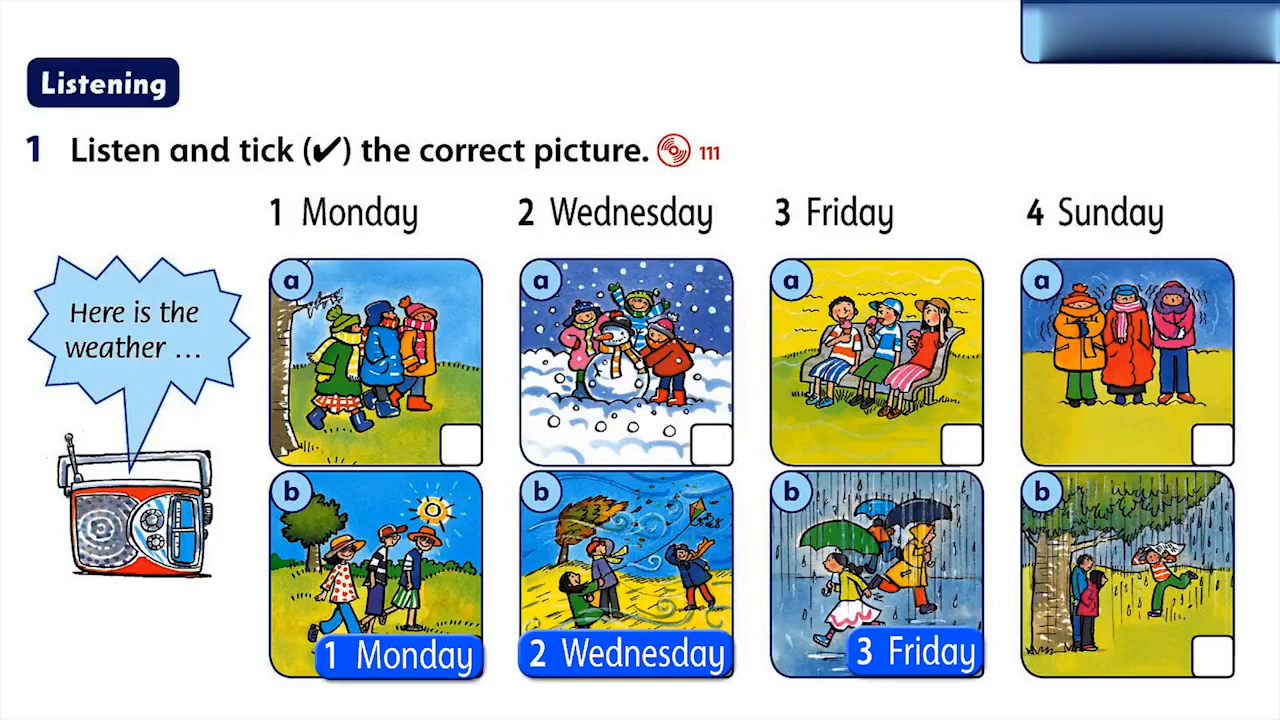 Listening
1 Listen and tick (✔) the correct picture. 111
1 Monday
2 Wednesday
3 Friday
4 Sunday
Here is the
weather ...
a
a
a
a
b
b
b
b
1 Monday
2 Wednesday
3 Friday